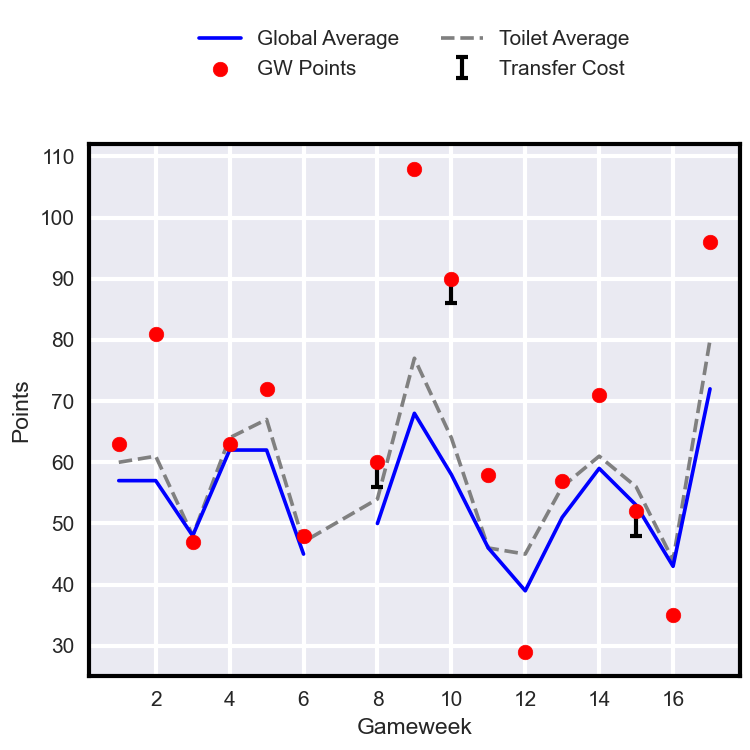 Global Average
Toilet Average
GW Points
Transfer Cost
110
100
90
80
70
60
50
40
30
Points
2 4 6 8 10 12 14 16
Gameweek